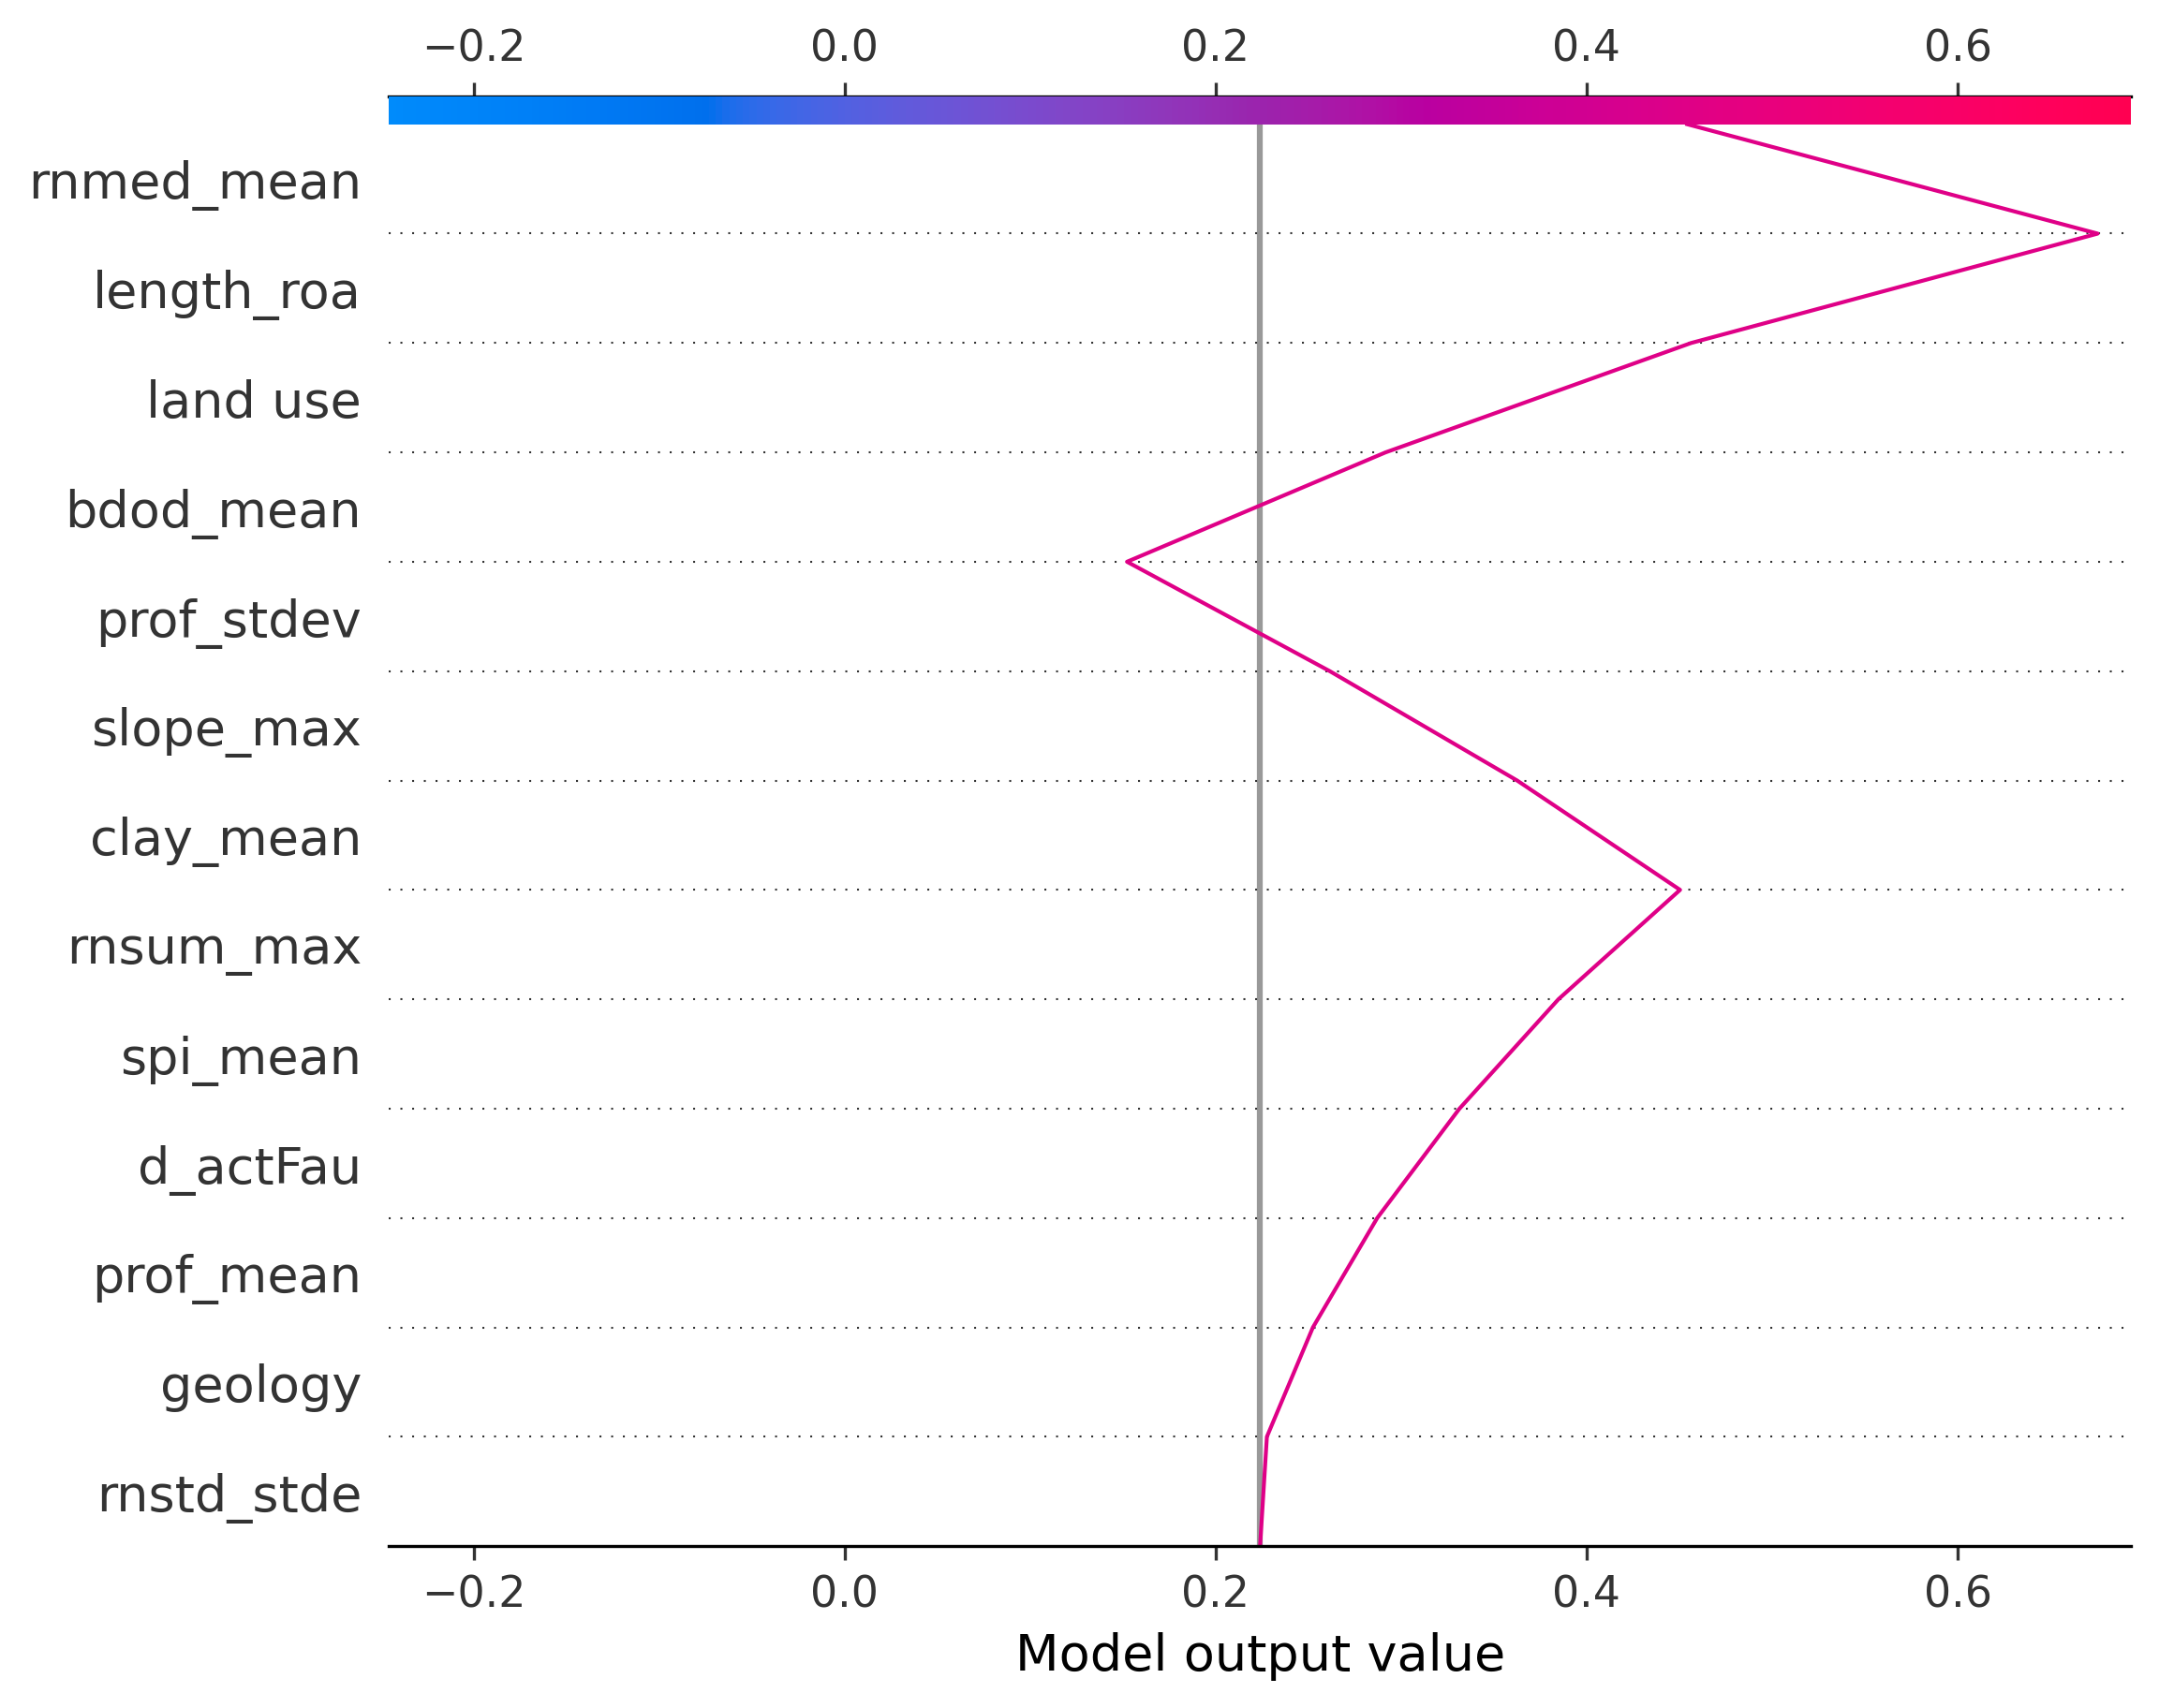 −0.2 0.0 0.2 0.4 0.6
rnmed_mean
length_roa
land use
bdod_mean
prof_stdev
slope_max
clay_mean
rnsum_max
spi_mean
d_actFau
prof_mean
geology
rnstd_stde
−0.2 0.0 0.2 0.4 0.6
Model output value